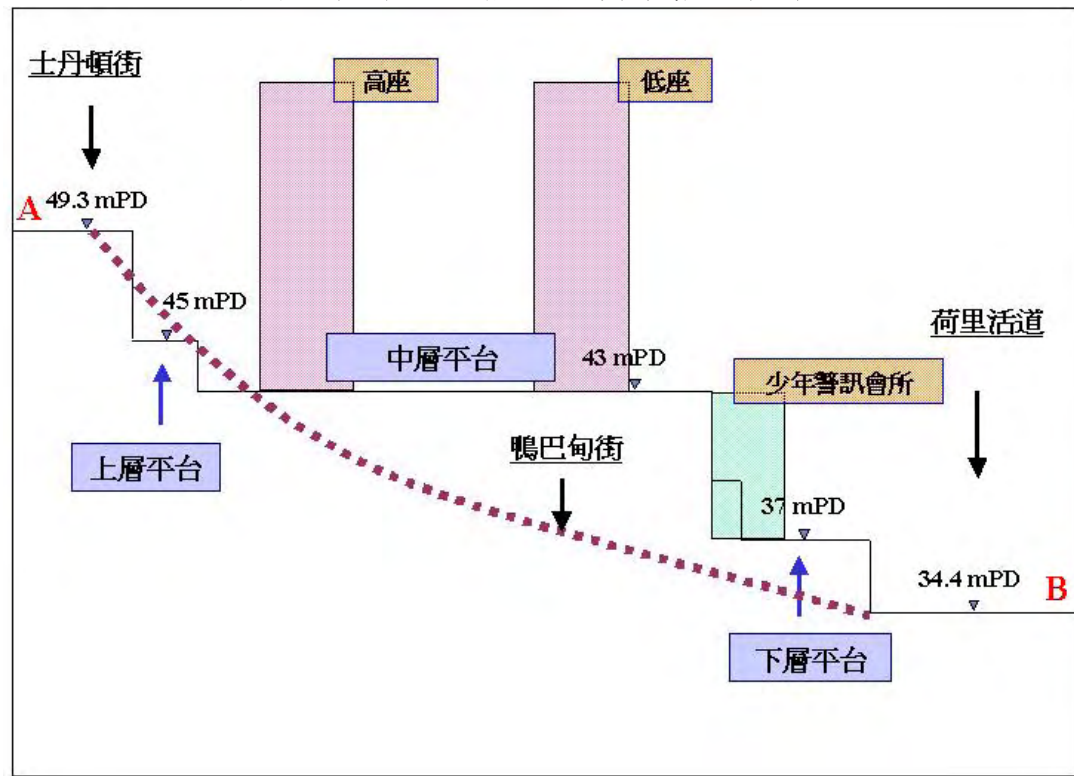 士丹頓街
高座
低座
49.3 mPD
A
45 mPD
荷里活道
中層平台
43 mPD
少年警訊會所
上層平台
鴨巴甸街
37 mPD
34.4 mPD
B
下層平台